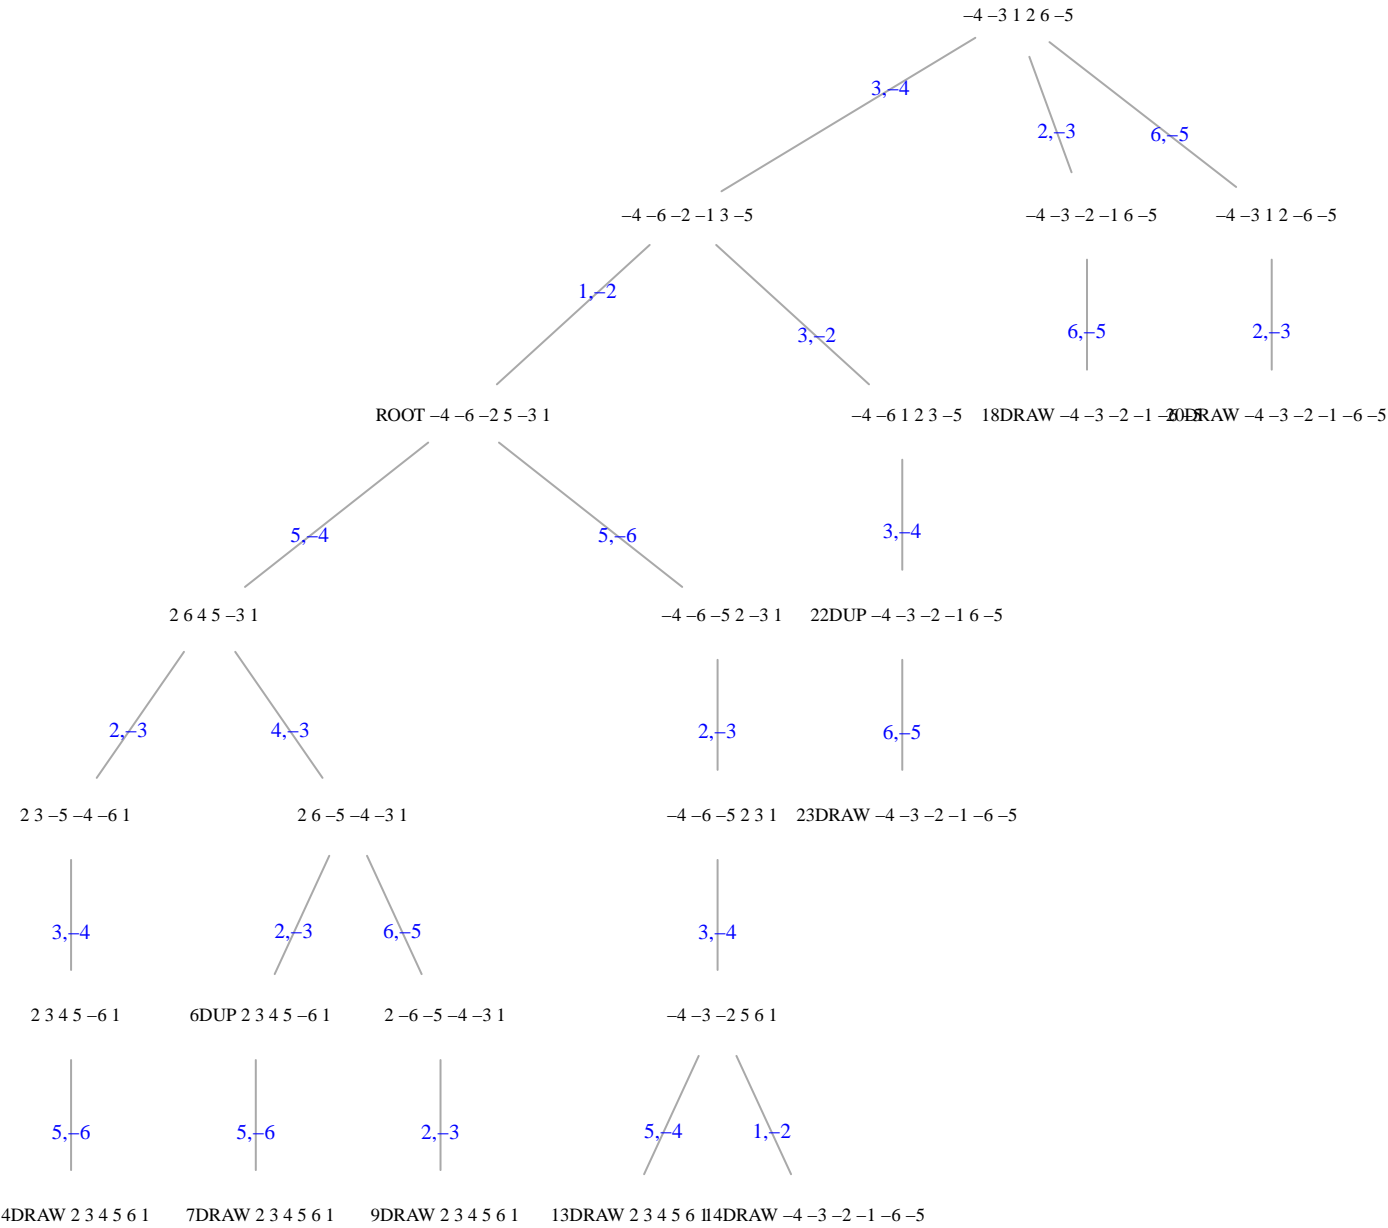 –4 –3 1 2 6 –5
3,–4
2,–3
6,–5
–4 –6 –2 –1 3 –5
–4 –3 –2 –1 6 –5
–4 –3 1 2 –6 –5
1,–2
3,–2
6,–5
2,–3
ROOT –4 –6 –2 5 –3 1
–4 –6 1 2 3 –5
18DRAW –4 –3 –2 –1 –6 –5
20DRAW –4 –3 –2 –1 –6 –5
5,–4
5,–6
3,–4
2 6 4 5 –3 1
–4 –6 –5 2 –3 1
22DUP –4 –3 –2 –1 6 –5
2,–3
4,–3
2,–3
6,–5
2 3 –5 –4 –6 1
2 6 –5 –4 –3 1
–4 –6 –5 2 3 1
23DRAW –4 –3 –2 –1 –6 –5
3,–4
2,–3
6,–5
3,–4
2 3 4 5 –6 1
6DUP 2 3 4 5 –6 1
2 –6 –5 –4 –3 1
–4 –3 –2 5 6 1
5,–6
5,–6
2,–3
5,–4
1,–2
4DRAW 2 3 4 5 6 1
7DRAW 2 3 4 5 6 1
9DRAW 2 3 4 5 6 1
13DRAW 2 3 4 5 6 1
14DRAW –4 –3 –2 –1 –6 –5